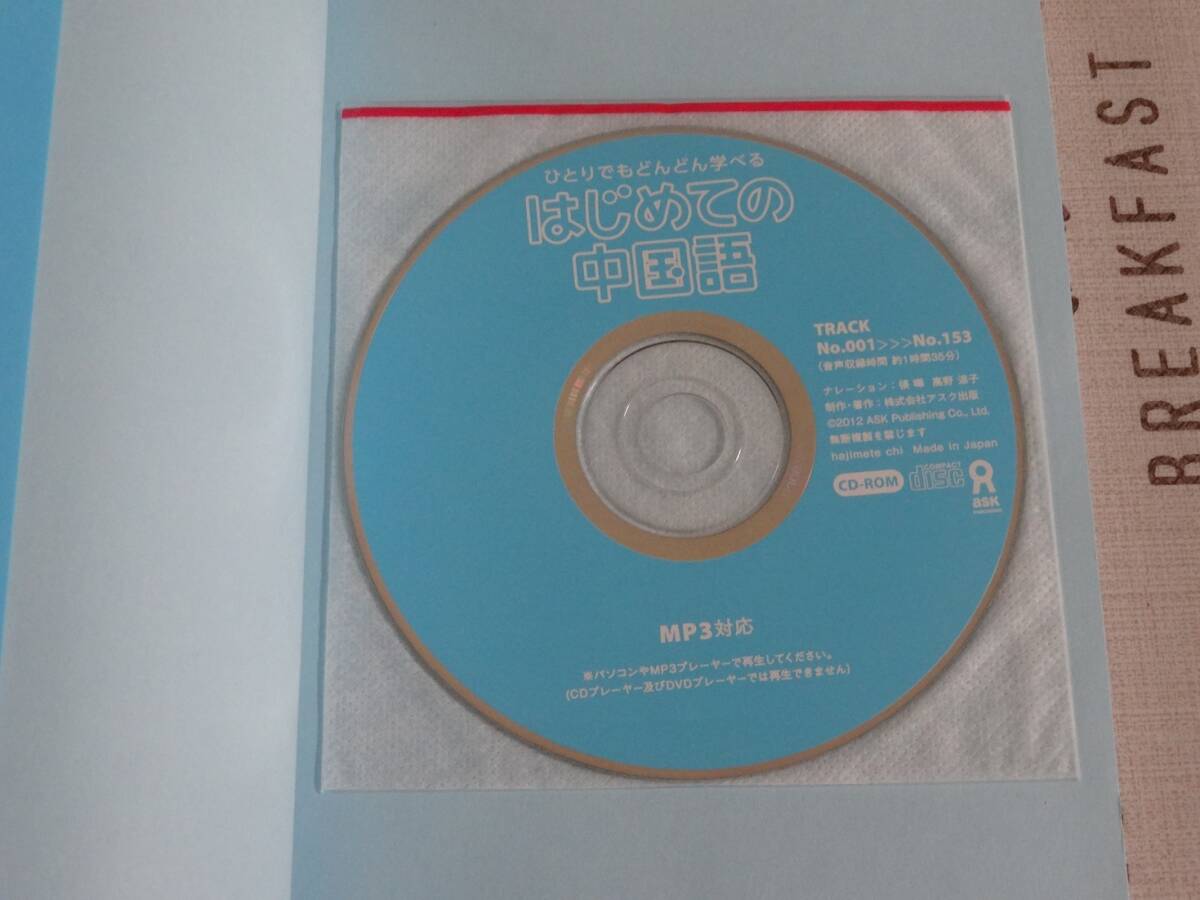 ひとりでもどんどん学べる
はじめての
中国語
TRACK
No.001>>>No.153
(音声収録時間 約1時間35分)
ナレーション: 高野 涼子
制作・著作:株式会社アスク出版
©2012 ASK Publishing Co., Ltd.
無断複製を禁じます
hajimete chi Made in Japan
CD-ROM
COMPACT
disc
ask
MP3対応
※パソコンやMP3プレーヤーで再生してください。
(CDプレーヤー及びDVDプレーヤーでは再生できません)
BREAKFAST